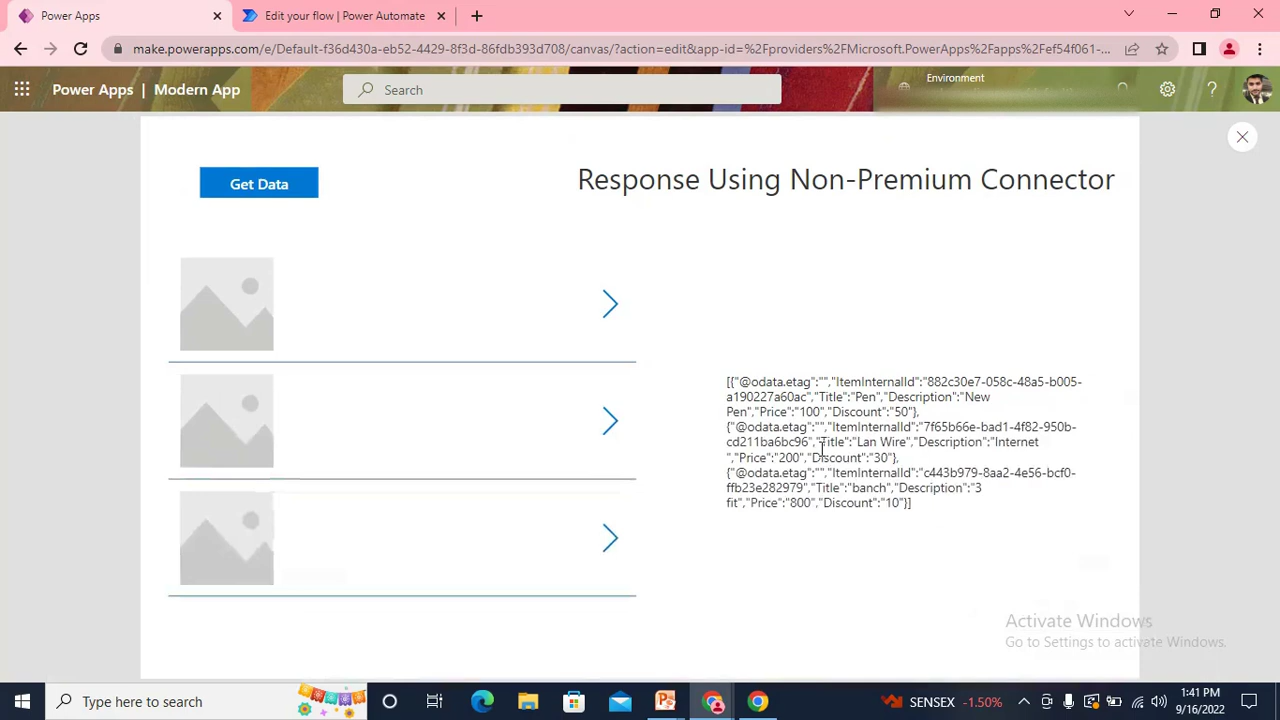 Power Apps
Edit your flow | Power Automate
make.powerapps.com/e/Default-f36d430a-eb52-4429-8f3d-86fdb393d708/canvas/?action=edit&app-id=%2Fproviders%2FMicrosoft.PowerApps%2Fapps%2Fef54f061-...
Power Apps | Modern App
Search
Environment
Get Data
Response Using Non-Premium Connector
[{"@odata.etag":"","ItemInternalId":"882c30e7-058c-48a5-b005-
a190227a60ac","Title":"Pen","Description":"New
Pen","Price":"100","Discount":"50"},
{"@odata.etag":"","ItemInternalId":"7f65b66e-bad1-4f82-950b-
cd211ba6bc96","Title":"Lan Wire","Description":"Internet
","Price":"200","Discount":"30"},
{"@odata.etag":"","ItemInternalId":"c443b979-8aa2-4e56-bcf0-
ffb23e282979","Title":"banch","Description":"3
fit","Price":"800","Discount":"10"}]
Activate Windows
Go to Settings to activate Windows.
Type here to search
SENSEX -1.50%
1:41 PM
9/16/2022